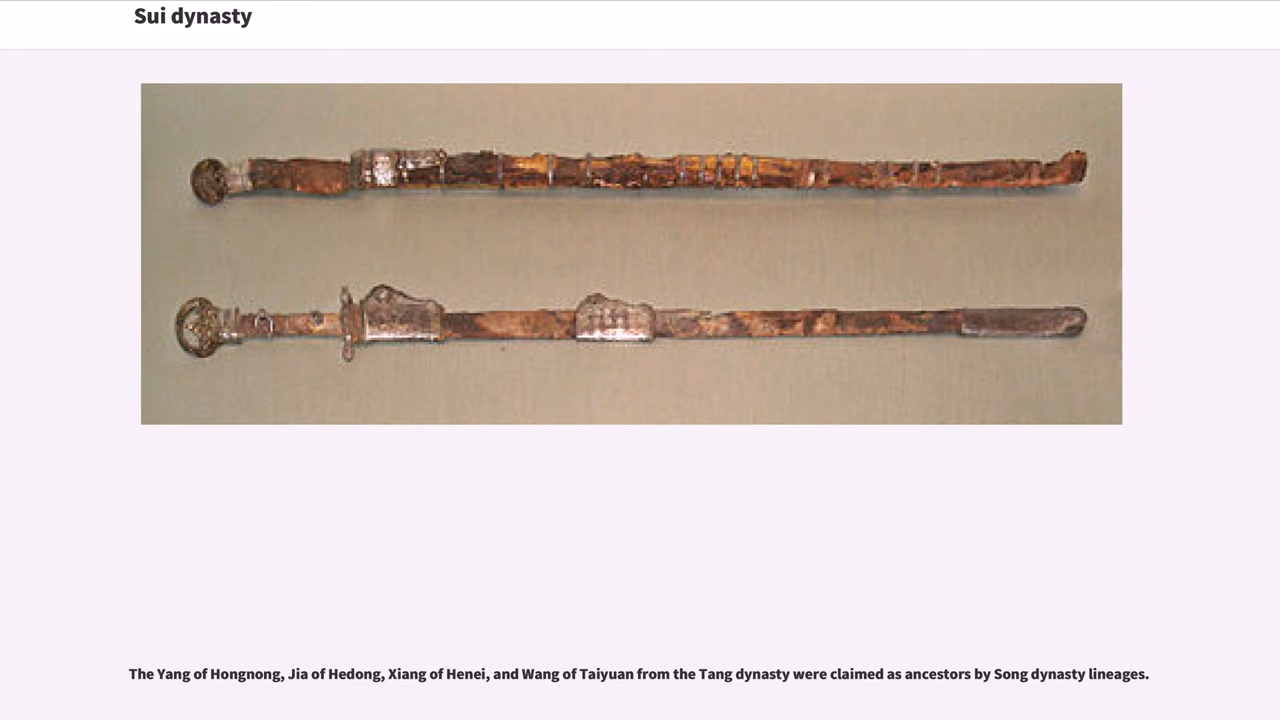 Sui dynasty
The Yang of Hongnong, Jia of Hedong, Xiang of Henei, and Wang of Taiyuan from the Tang dynasty were claimed as ancestors by Song dynasty lineages.